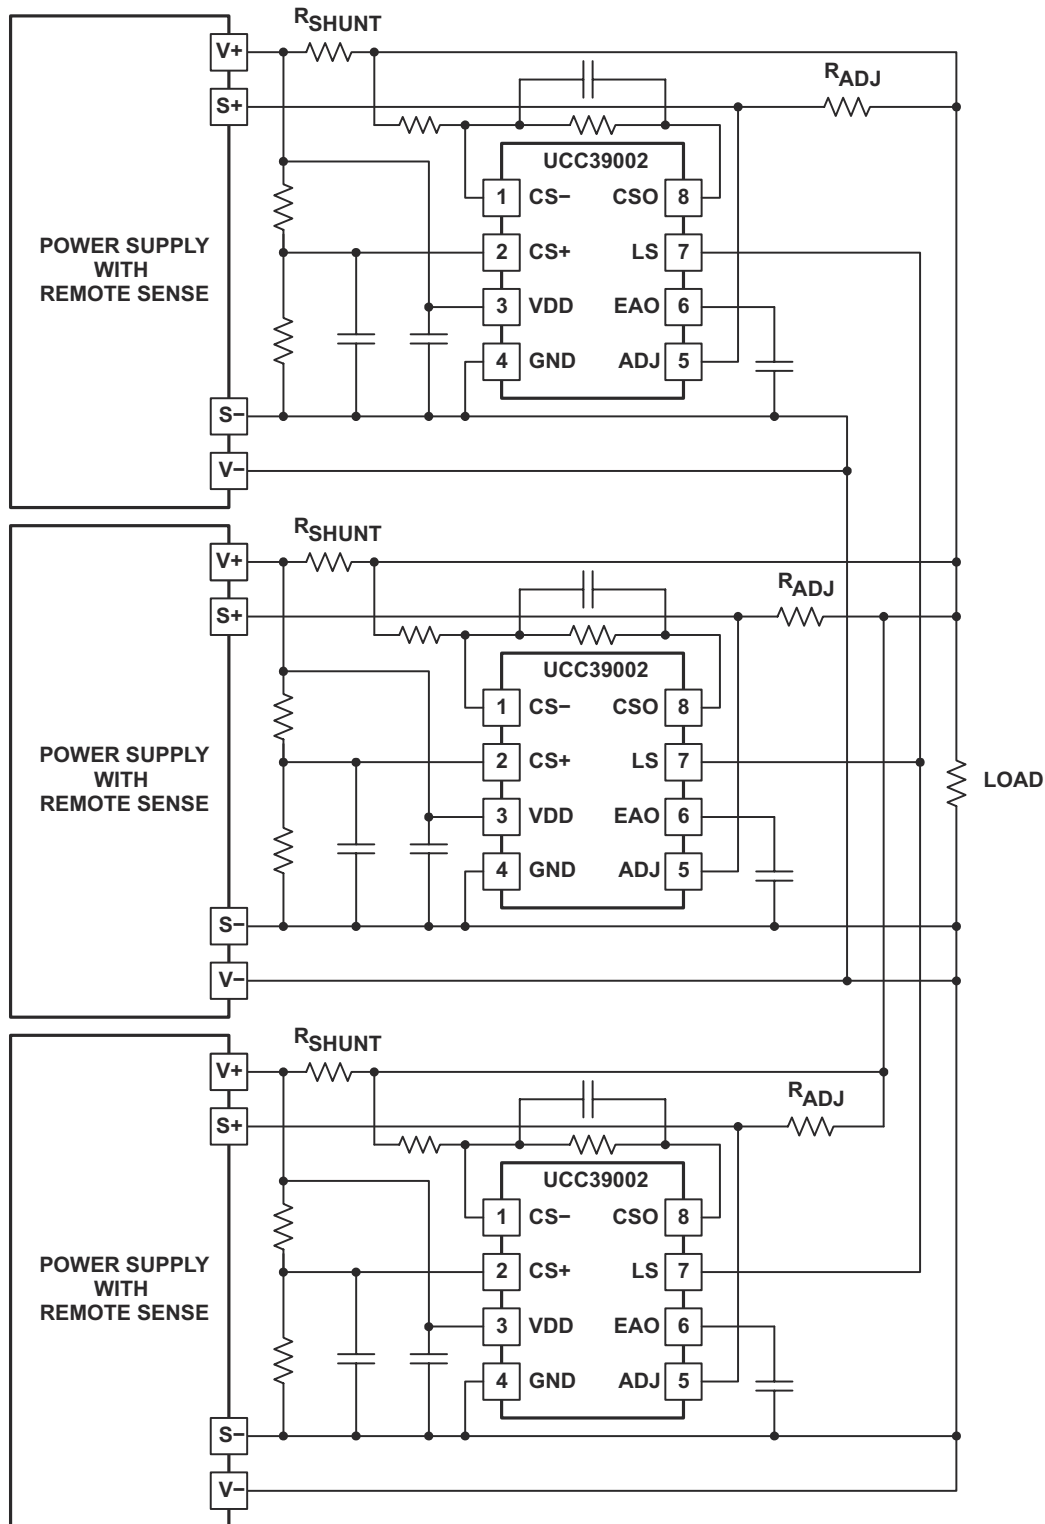 RSHUNT
V+
RADJ
S+
UCC39002
1 CS− CSO 8
POWER SUPPLY
WITH
REMOTE SENSE
2 CS+ LS 7
3 VDD EAO 6
4 GND ADJ 5
S−
V−
RSHUNT
V+
RADJ
S+
UCC39002
1 CS− CSO 8
POWER SUPPLY
WITH
REMOTE SENSE
2 CS+ LS 7
LOAD
3 VDD EAO 6
4 GND ADJ 5
S−
V−
RSHUNT
V+
RADJ
S+
UCC39002
1 CS− CSO 8
POWER SUPPLY
WITH
REMOTE SENSE
2 CS+ LS 7
3 VDD EAO 6
4 GND ADJ 5
S−
V−